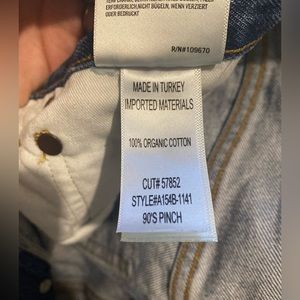 ERFORDERLICH,NICHT BÜGELN, WENN VERZIERT
ODER BEDRUCKT
R/N#109670
MADE IN TURKEY
IMPORTED MATERIALS
100% ORGANIC COTTON
CUT# 57852
STYLE#A154B-1141
90'S PINCH